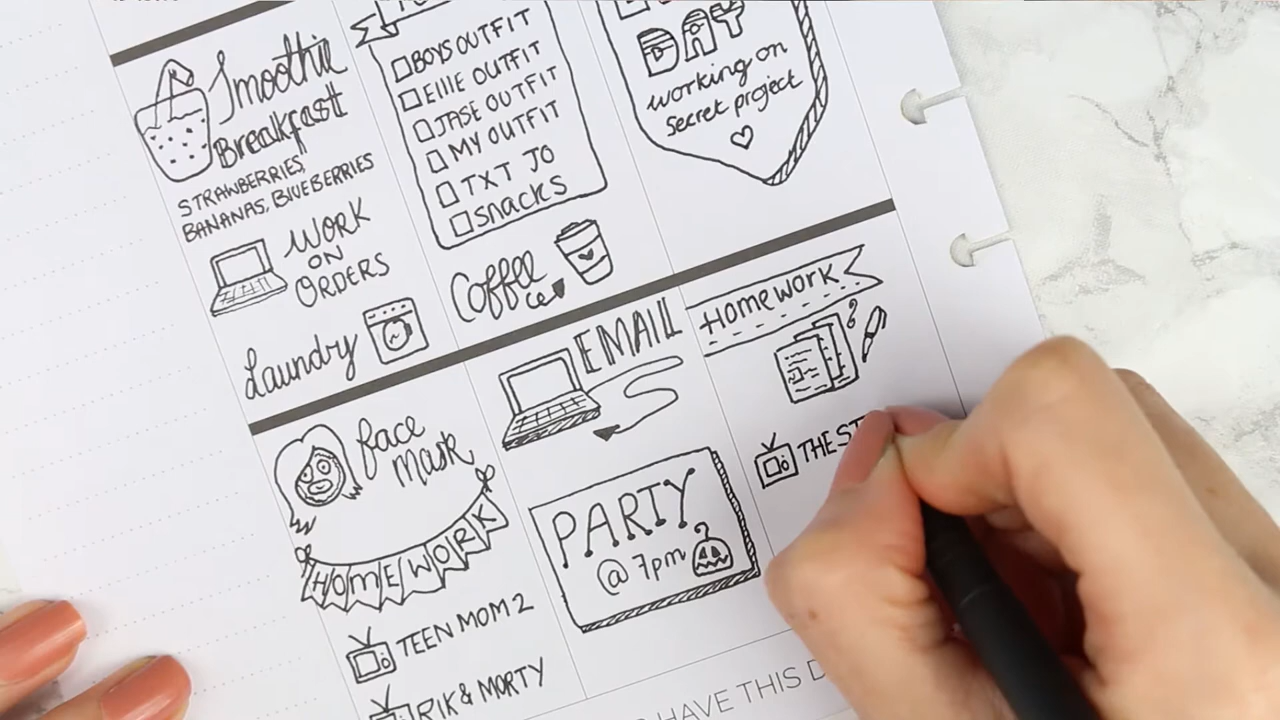 Smoothie
Breakfast
STRAWBERRIES,
BANANAS, BLUEBERRIES
WORK
ON
ORDERS
Laundry
BOYS OUTFIT
ELLIE OUTFIT
JASE OUTFIT
MY OUTFIT
TXT JO
SNACKS
Coffee
DAY
working on
secret project
face
mask
HOMEWORK
TEEN MOM 2
RIK & MORTY
EMAIL
PARTY
@ 7pm
HOMEWORK
THE ST
HAVE THIS D